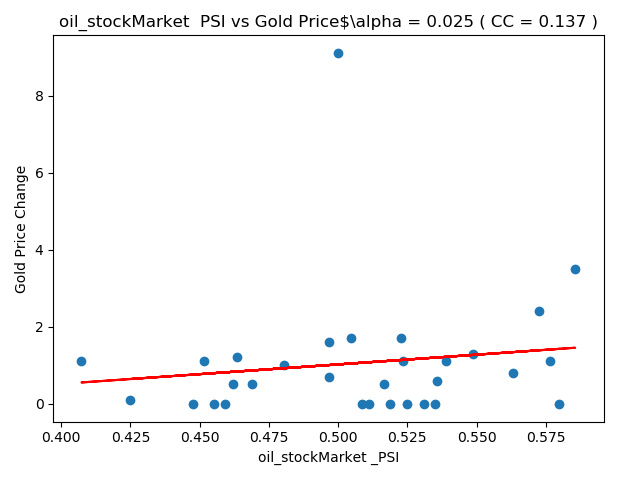 oil_stockMarket  PSI vs Gold Price$\alpha = 0.025 ( CC = 0.137 )
8
6
4
2
0
Gold Price Change
0.400 0.425 0.450 0.475 0.500 0.525 0.550 0.575
oil_stockMarket _PSI